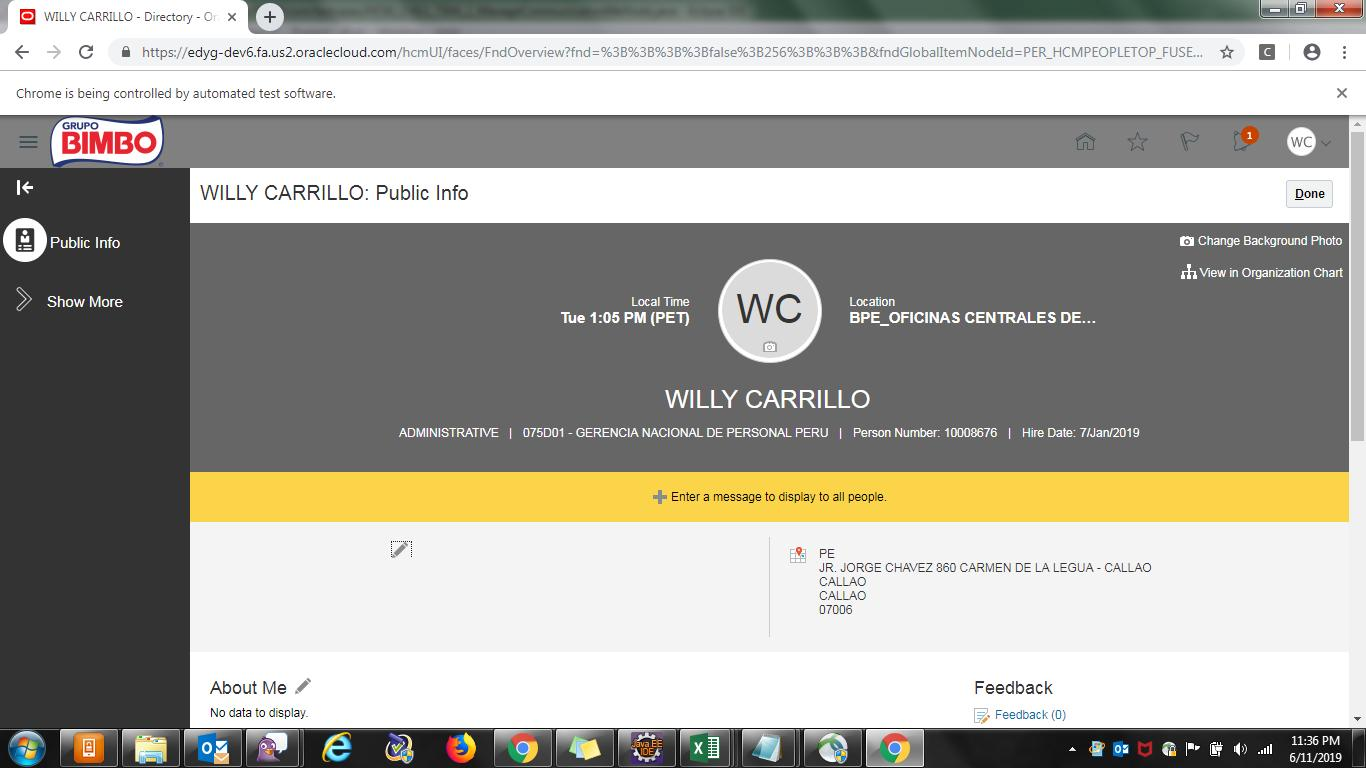 WILLY CARRILLO - Directory - Or
https://edyg-dev6.fa.us2.oraclecloud.com/hcmUI/faces/FndOverview?fnd=%3B%3B%3B%3Bfalse%3B256%3B%3B%3B&fndGlobalItemNodeId=PER_HCMPEOPLETOP_FUSE...
Chrome is being controlled by automated test software.
GRUPO
BIMBO
1
WC
WILLY CARRILLO: Public Info
Done
Public Info
Show More
Change Background Photo
View in Organization Chart
Local Time
Tue 1:05 PM (PET)
WC
Location
BPE_OFICINAS CENTRALES DE...
WILLY CARRILLO
ADMINISTRATIVE | 075D01 - GERENCIA NACIONAL DE PERSONAL PERU | Person Number: 10008676 | Hire Date: 7/Jan/2019
Enter a message to display to all people.
PE
JR. JORGE CHAVEZ 860 CARMEN DE LA LEGUA - CALLAO
CALLAO
CALLAO
07006
About Me
No data to display.
Feedback
Feedback (0)
Java EE
IDE
11:36 PM
6/11/2019